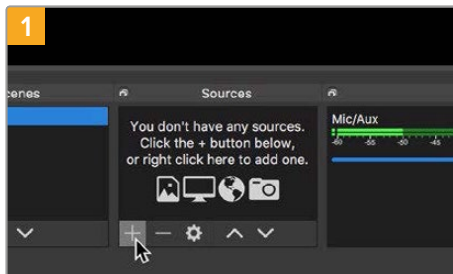 1
cenes
Sources
You don't have any sources.
Click the + button below,
or right click here to add one.
Mic/Aux
-60 -55 -50 -45